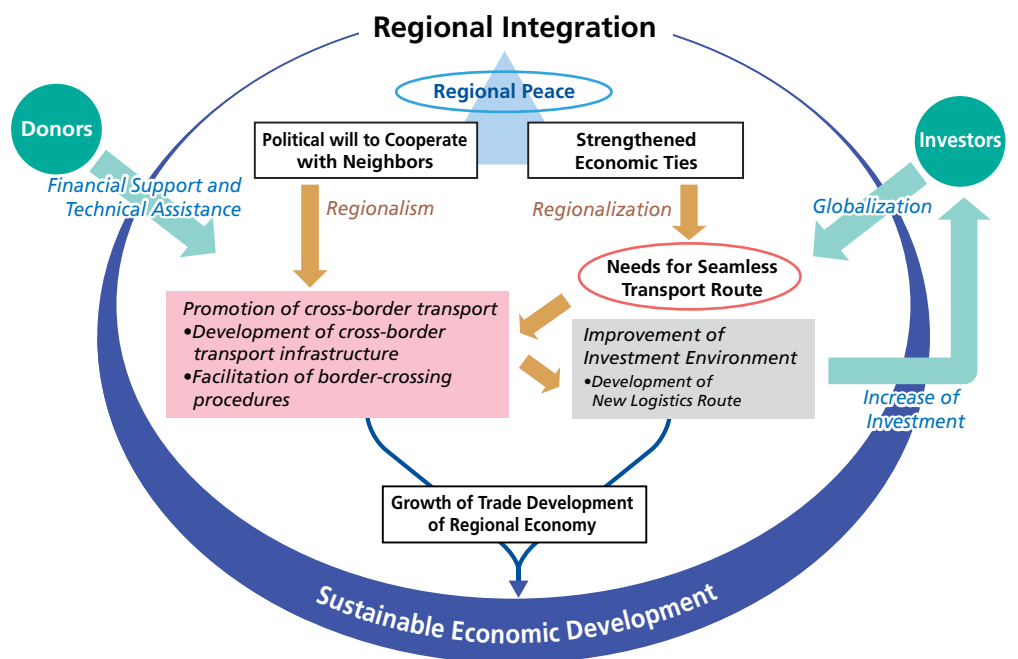 Regional Integration
Regional Peace
Donors
Investors
Political will to Cooperate
with Neighbors
Strengthened
Economic Ties
Financial Support and
Technical Assistance
Regionalism
Regionalization
Globalization
Needs for Seamless
Transport Route
Promotion of cross-border transport
•Development of cross-border
transport infrastructure
•Facilitation of border-crossing
procedures
Improvement of
Investment Environment
•Development of
New Logistics Route
Increase of
Investment
Growth of Trade Development
of Regional Economy
Sustainable Economic Development